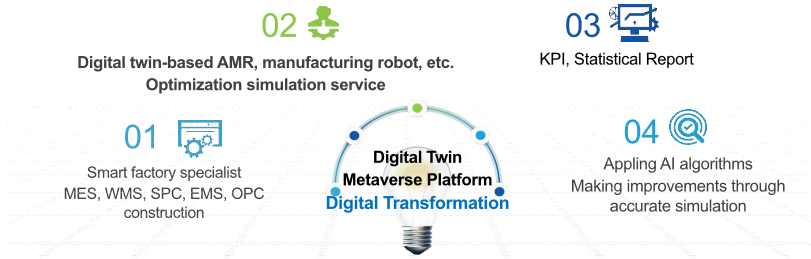 02
Digital twin-based AMR, manufacturing robot, etc.
Optimization simulation service
03
KPI, Statistical Report
01
Smart factory specialist
MES, WMS, SPC, EMS, OPC
construction
Digital Twin
Metaverse Platform
Digital Transformation
04
Appling AI algorithms
Making improvements through
accurate simulation